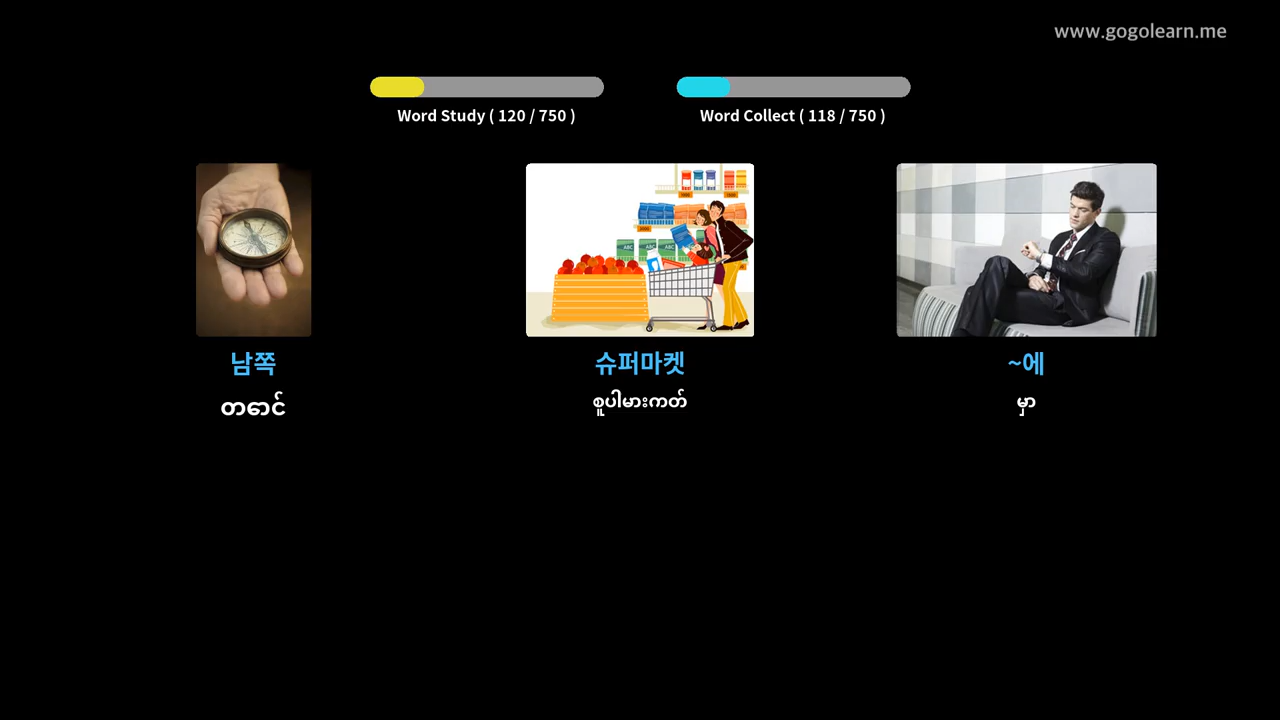 www.gogolearn.me
Word Study ( 120 / 750 )
Word Collect ( 118 / 750 )
남쪽
슈퍼마켓
~에
တောင်
စူပါမားကတ်
မှာ